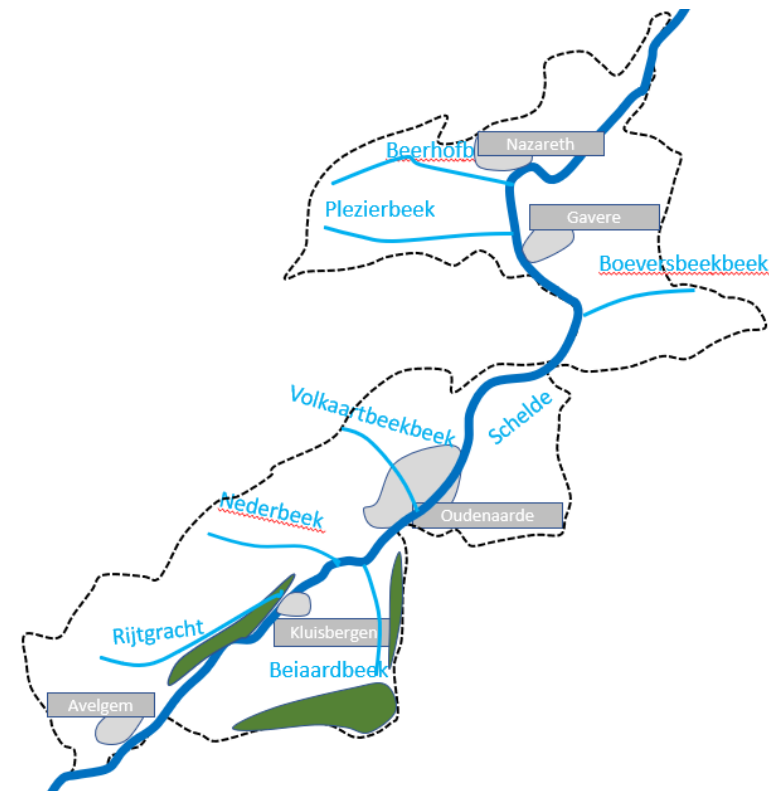 Nazareth
Beerhofb
Plezierbeek
Gavere
Boeversbeekbeek
Volkaartbeekbeek
Schelde
Nederbeek
Oudenaarde
Rijtgracht
Kluisbergen
Beiaardbeek
Avelgem